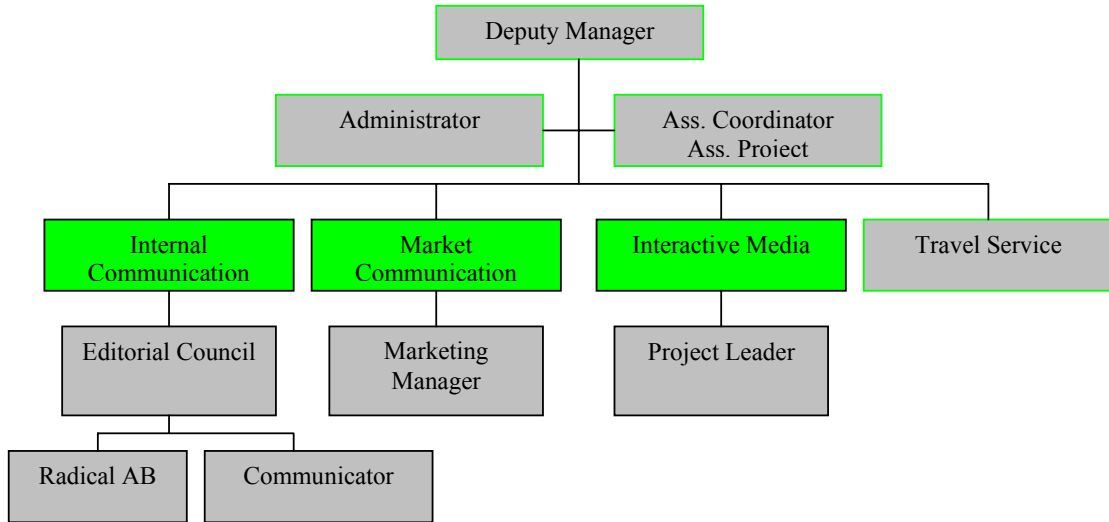 Deputy Manager
Administrator
Ass. Coordinator
Ass. Project
Internal
Communication
Market
Communication
Interactive Media
Travel Service
Editorial Council
Marketing
Manager
Project Leader
Radical AB
Communicator